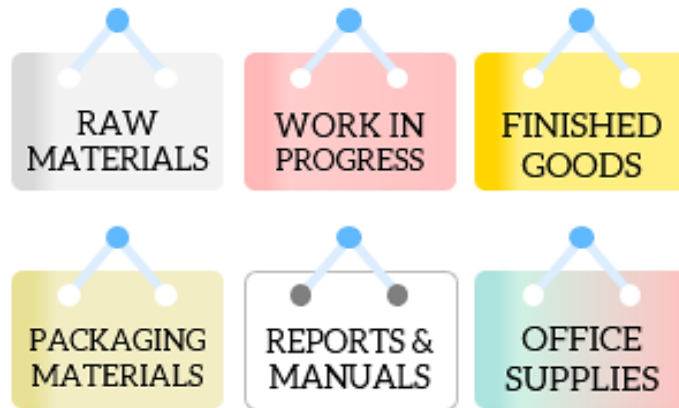 RAW
MATERIALS
WORK IN
PROGRESS
FINISHED
GOODS
PACKAGING
MATERIALS
REPORTS &
MANUALS
OFFICE
SUPPLIES